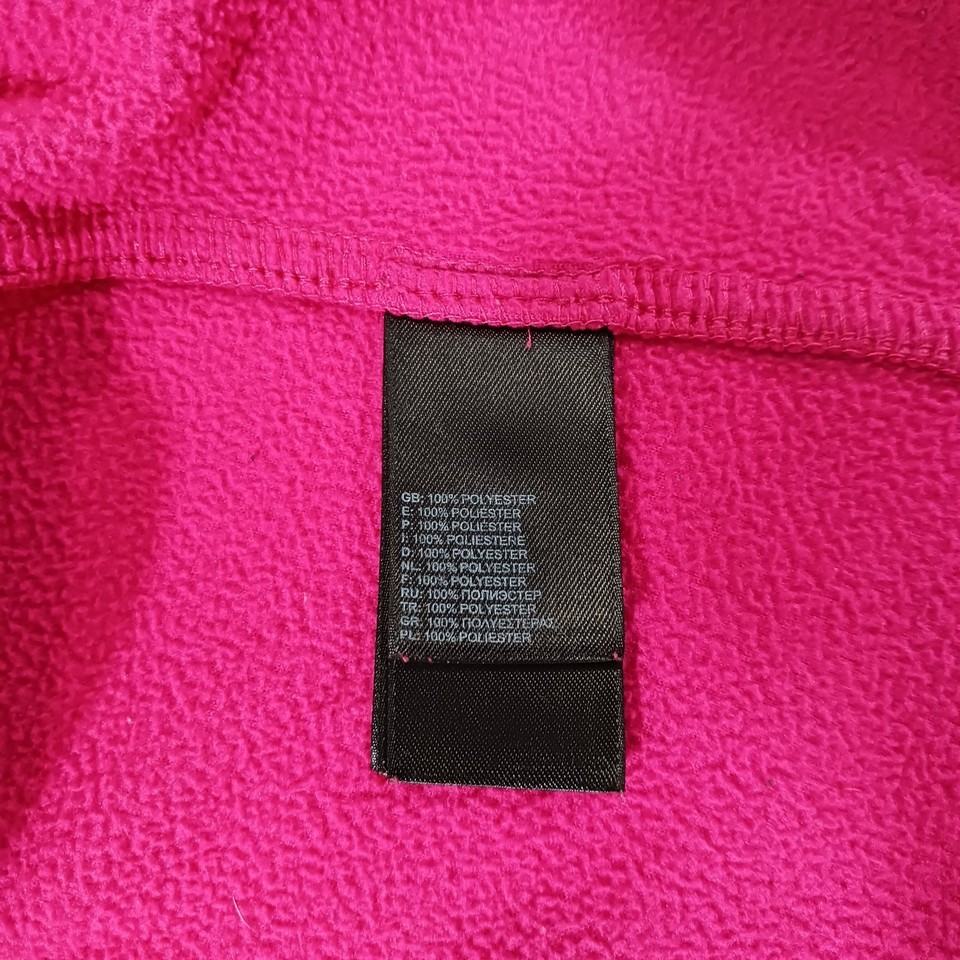 GB: 100% POLYESTER
E: 100% POLIESTER
P: 100% POLIESTER
I: 100% POLIESTERE
D: 100% POLYESTER
NL: 100% POLYESTER
F: 100% POLYESTER
RU: 100% ПОЛИЭСТЕР
TR: 100% POLYESTER
GR: 100% ΠΟΛΥΕΣΤΕΡΑΣ
PL: 100% POLIESTER